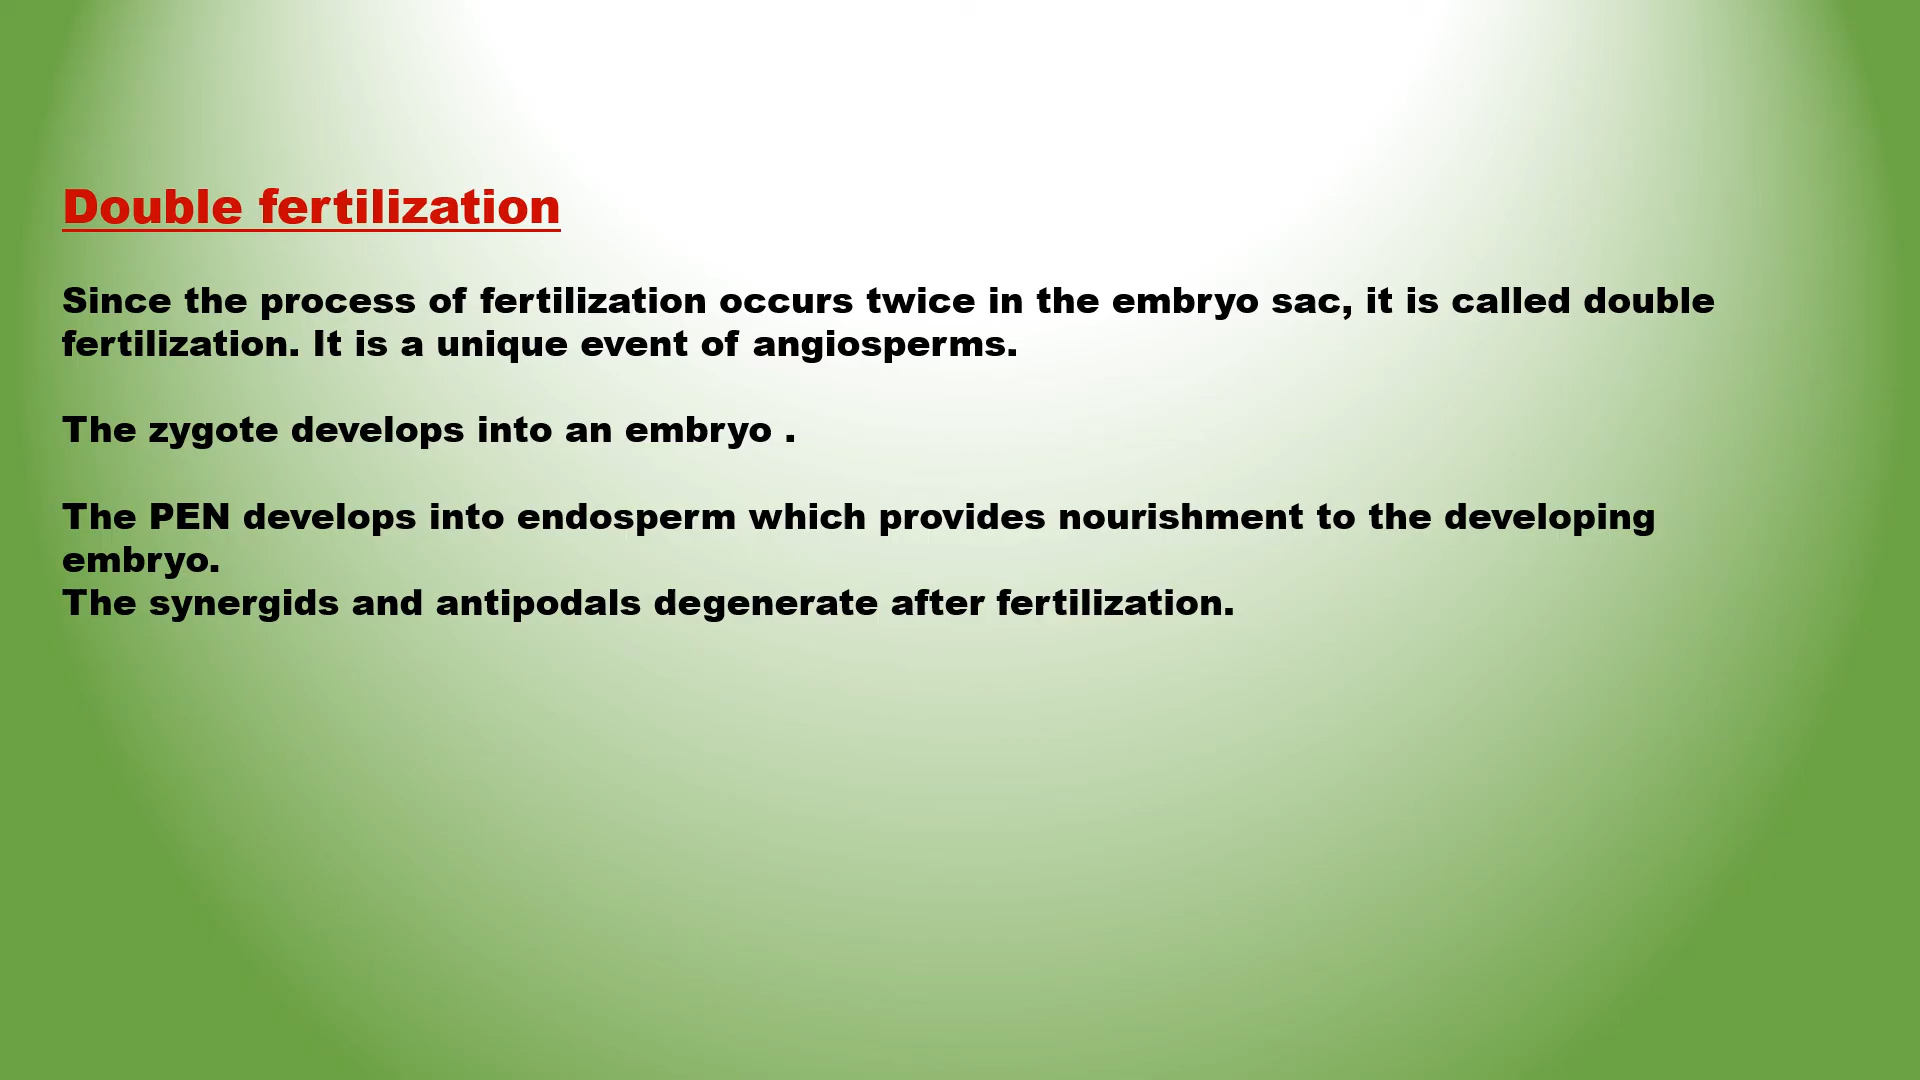 Double fertilization
Since the process of fertilization occurs twice in the embryo sac, it is called double
fertilization. It is a unique event of angiosperms.
The zygote develops into an embryo .
The PEN develops into endosperm which provides nourishment to the developing
embryo.
The synergids and antipodals degenerate after fertilization.